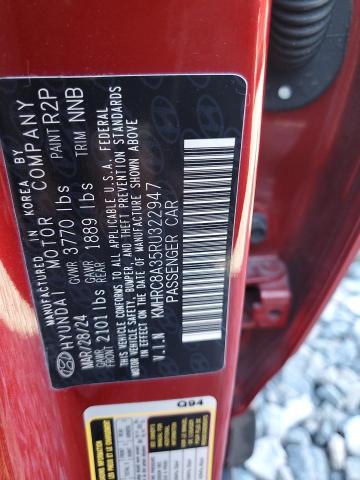 MANUFACTURED IN KOREA BY
HYUNDAI MOTOR COMPANY
MAR/28/24 GVWR 3770 lbs PAINT R2P
GAWR FRONT 2101 lbs GAWR REAR 1889 lbs TRIM NNB
THIS VEHICLE CONFORMS TO ALL APPLICABLE U.S.A. FEDERAL
MOTOR VEHICLE SAFETY, BUMPER, AND THEFT PREVENTION STANDARDS
IN EFFECT ON THE DATE OF MANUFACTURE SHOWN ABOVE.
V.I.N KMHRC8A35RU322947
PASSENGER CAR
Q94